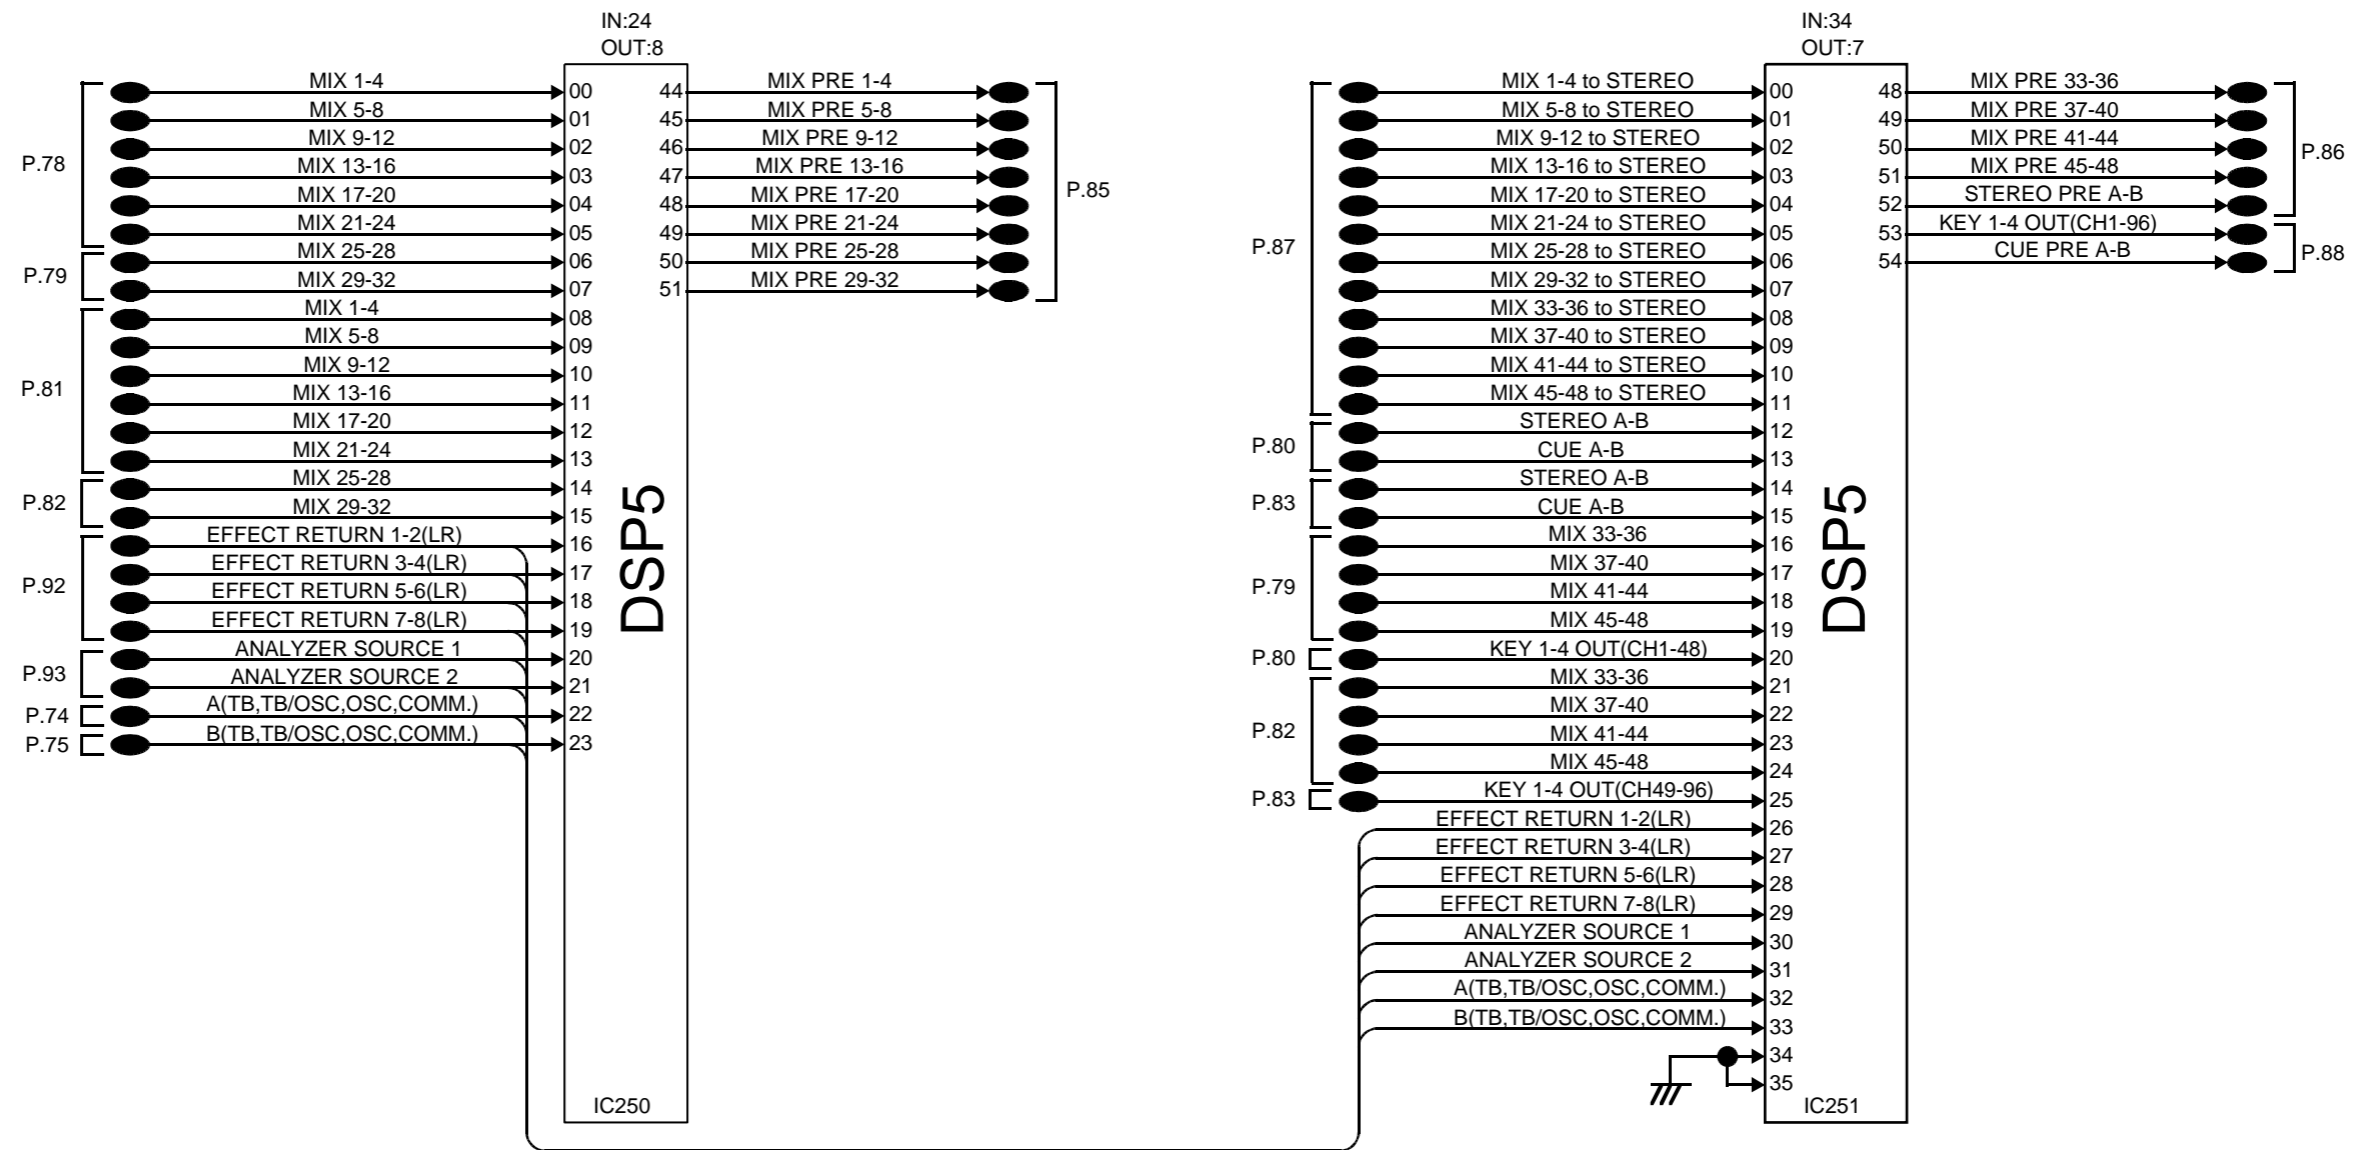 IN:24
OUT:8
MIX 1-4 00 44 MIX PRE 1-4
MIX 5-8 01 45 MIX PRE 5-8
MIX 9-12 02 46 MIX PRE 9-12
P.78 MIX 13-16 03 47 MIX PRE 13-16
MIX 17-20 04 48 MIX PRE 17-20 P.85
MIX 21-24 05 49 MIX PRE 21-24
MIX 25-28 06 50 MIX PRE 25-28
P.79 MIX 29-32 07 51 MIX PRE 29-32
MIX 1-4 08
MIX 5-8 09
MIX 9-12 10
P.81 MIX 13-16 11
MIX 17-20 12
MIX 21-24 13
MIX 25-28 14
P.82 MIX 29-32 15
EFFECT RETURN 1-2(LR) 16
EFFECT RETURN 3-4(LR) 17
P.92 EFFECT RETURN 5-6(LR) 18
EFFECT RETURN 7-8(LR) 19
ANALYZER SOURCE 1 20
P.93 ANALYZER SOURCE 2 21
P.74 A(TB,TB/OSC,OSC,COMM.) 22
P.75 B(TB,TB/OSC,OSC,COMM.) 23
DSP5
IC250
IN:34
OUT:7
MIX 1-4 to STEREO 00 48 MIX PRE 33-36
MIX 5-8 to STEREO 01 49 MIX PRE 37-40
MIX 9-12 to STEREO 02 50 MIX PRE 41-44 P.86
MIX 13-16 to STEREO 03 51 MIX PRE 45-48
MIX 17-20 to STEREO 04 52 STEREO PRE A-B
P.87 MIX 21-24 to STEREO 05 53 KEY 1-4 OUT(CH1-96)
MIX 25-28 to STEREO 06 54 CUE PRE A-B P.88
MIX 29-32 to STEREO 07
MIX 33-36 to STEREO 08
MIX 37-40 to STEREO 09
MIX 41-44 to STEREO 10
MIX 45-48 to STEREO 11
STEREO A-B 12
P.80 CUE A-B 13
STEREO A-B 14
P.83 CUE A-B 15
MIX 33-36 16
MIX 37-40 17
P.79 MIX 41-44 18
MIX 45-48 19
P.80 KEY 1-4 OUT(CH1-48) 20
MIX 33-36 21
MIX 37-40 22
P.82 MIX 41-44 23
MIX 45-48 24
P.83 KEY 1-4 OUT(CH49-96) 25
EFFECT RETURN 1-2(LR) 26
EFFECT RETURN 3-4(LR) 27
EFFECT RETURN 5-6(LR) 28
EFFECT RETURN 7-8(LR) 29
ANALYZER SOURCE 1 30
ANALYZER SOURCE 2 31
A(TB,TB/OSC,OSC,COMM.) 32
B(TB,TB/OSC,OSC,COMM.) 33
34
35
DSP5
IC251